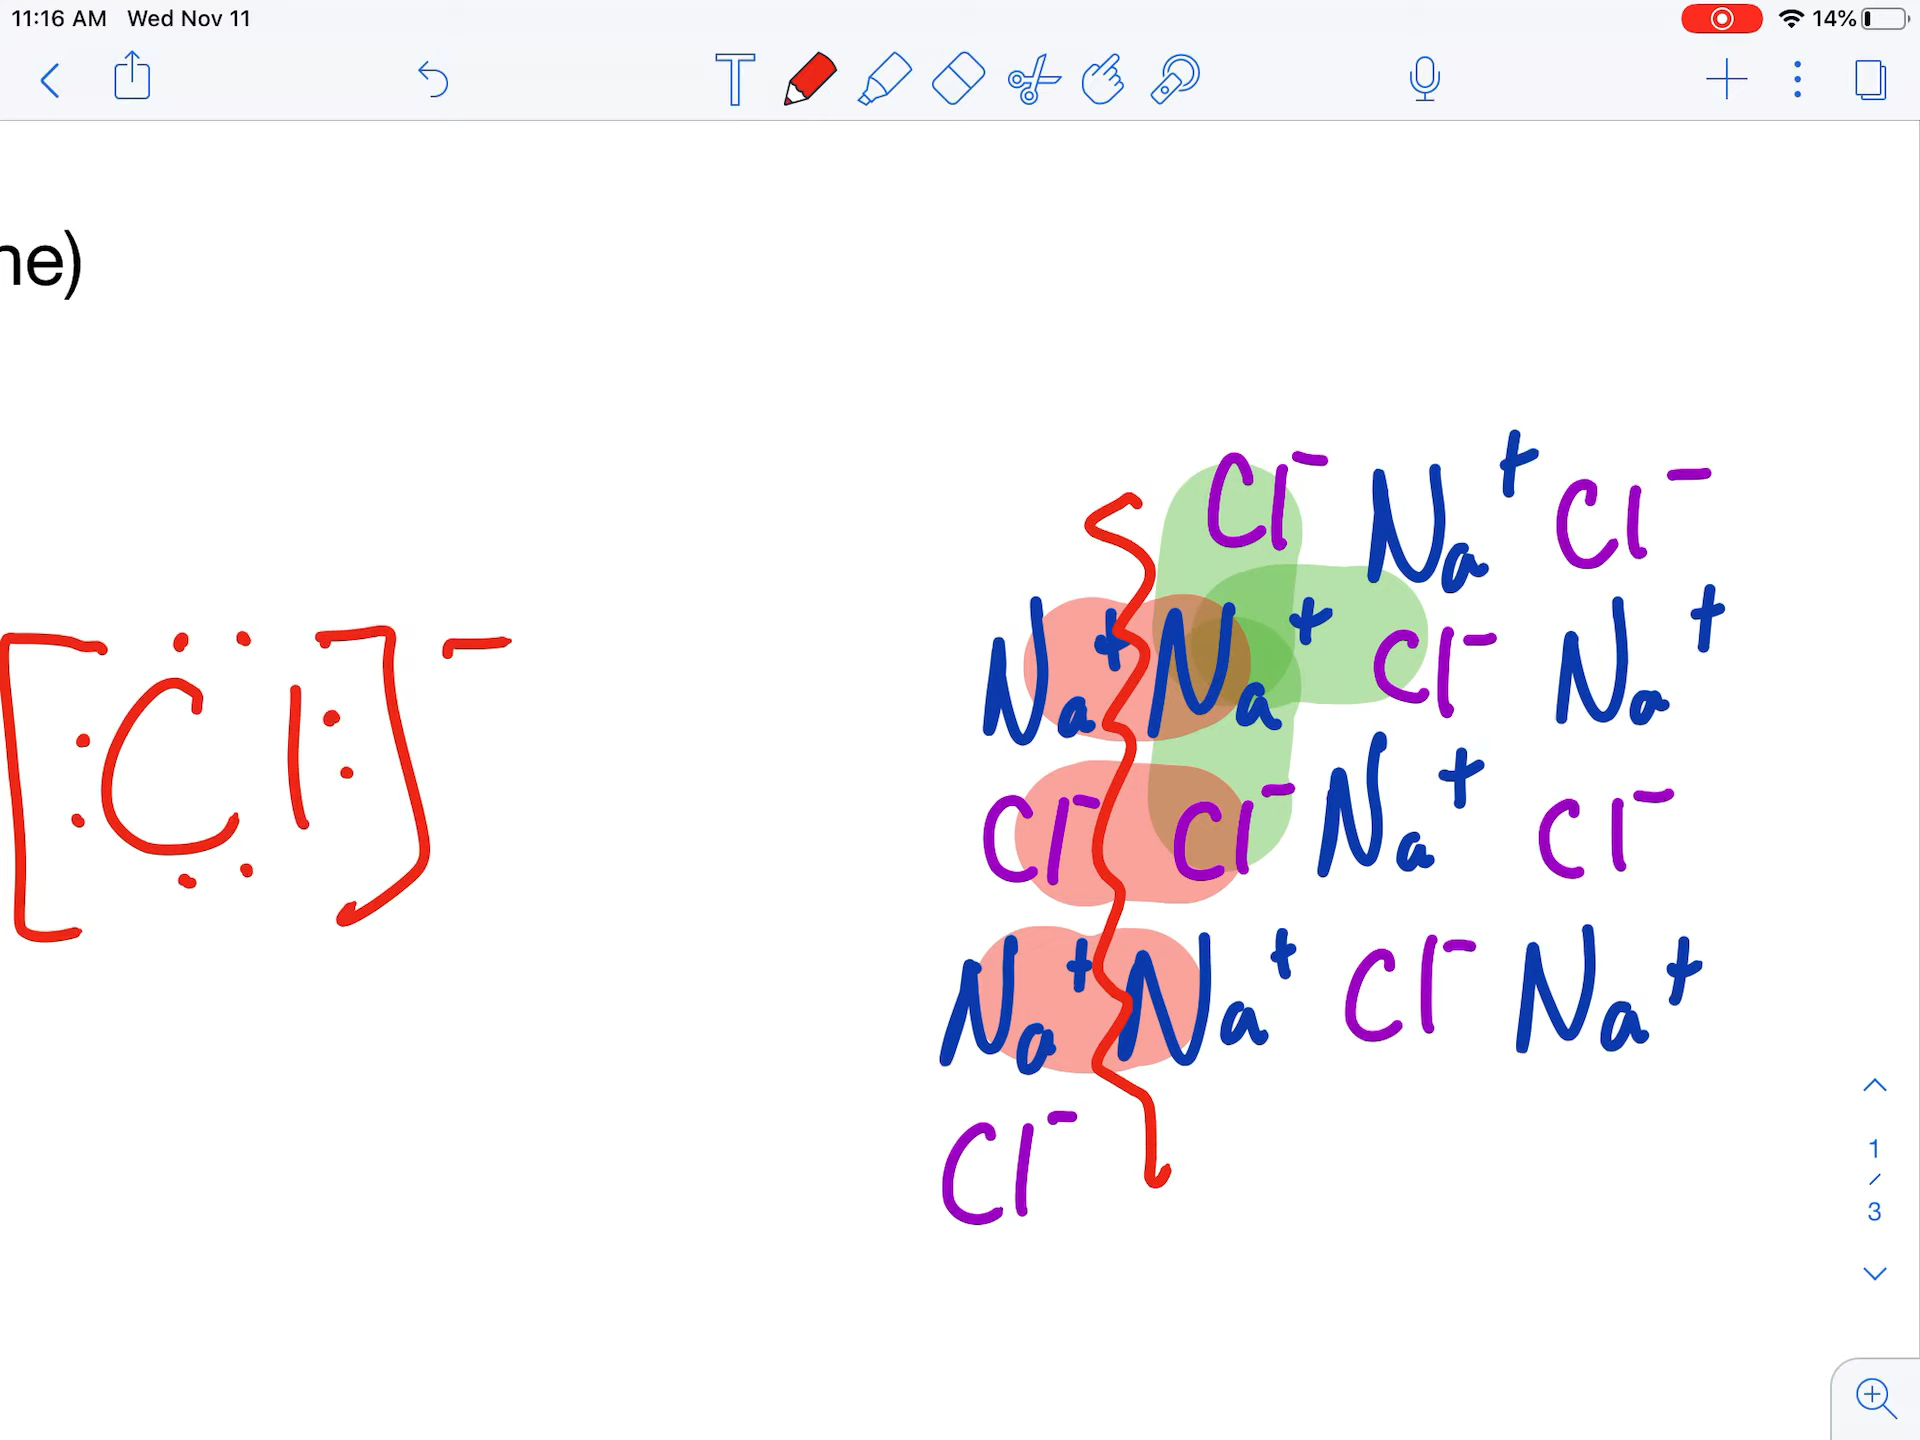 11:16 AM Wed Nov 11
14%
T
ne)
[Cl]⁻
Cl⁻ Na⁺ Cl⁻
Na⁺ Na⁺ Cl⁻ Na⁺
Cl⁻ Cl⁻ Na⁺ Cl⁻
Na⁺ Na⁺ Cl⁻ Na⁺
Cl⁻
1
/
3